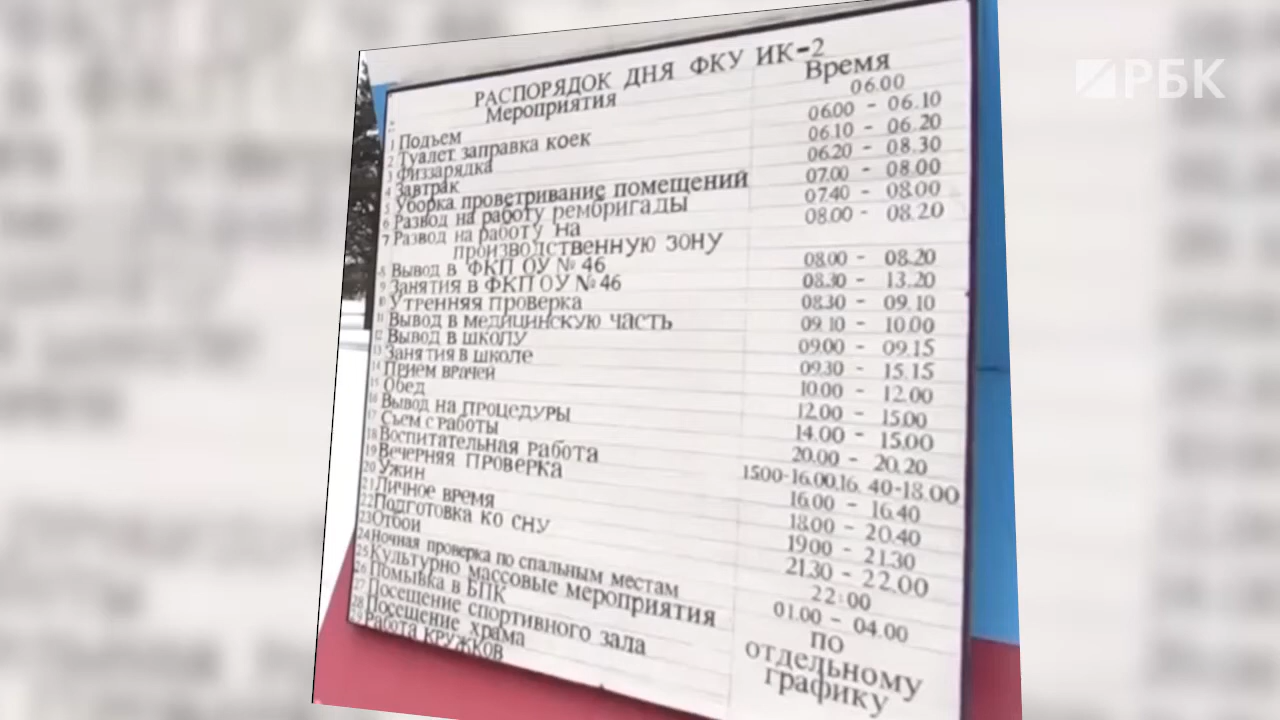 РБК
РАСПОРЯДОК ДНЯ ФКУ ИК-2
Мероприятия Время
1 Подъем 06.00
2 Туалет заправка коек 06.00 - 06.10
3 Физзарядка 06.10 - 06.20
4 Завтрак 06.20 - 08.30
5 Уборка проветривание помещений 07.00 - 08.00
6 Развод на работу рембригады 07.40 - 08.00
7 Развод на работу на 08.00 - 08.20
производственную зону
8 Вывод в ФКП ОУ № 46 08.00 - 08.20
9 Занятия в ФКП ОУ № 46 08.30 - 13.20
10 Утренняя проверка 08.30 - 09.10
11 Вывод в медицинскую часть 09.10 - 10.00
12 Вывод в школу 09.00 - 09.15
13 Занятия в школе 09.30 - 15.15
14 Прием врачей 10.00 - 12.00
15 Обед 12.00 - 15.00
16 Вывод на процедуры 14.00 - 15.00
17 Съем с работы 20.00 - 20.20
18 Воспитательная работа 15.00-16.00.16. 40-18.00
19 Вечерняя проверка 16.00 - 16.40
20 Ужин 18.00 - 20.40
21 Личное время 19.00 - 21.30
22 Подготовка ко сну 21.30 - 22.00
23 Отбои 22:00
24 Ночная проверка по спальным местам 01.00 - 04.00
25 Культурно массовые мероприятия по
26 Помывка в БПК отдельному
27 Посещение спортивного зала графику
28 Посещение храма
29 Работа кружков